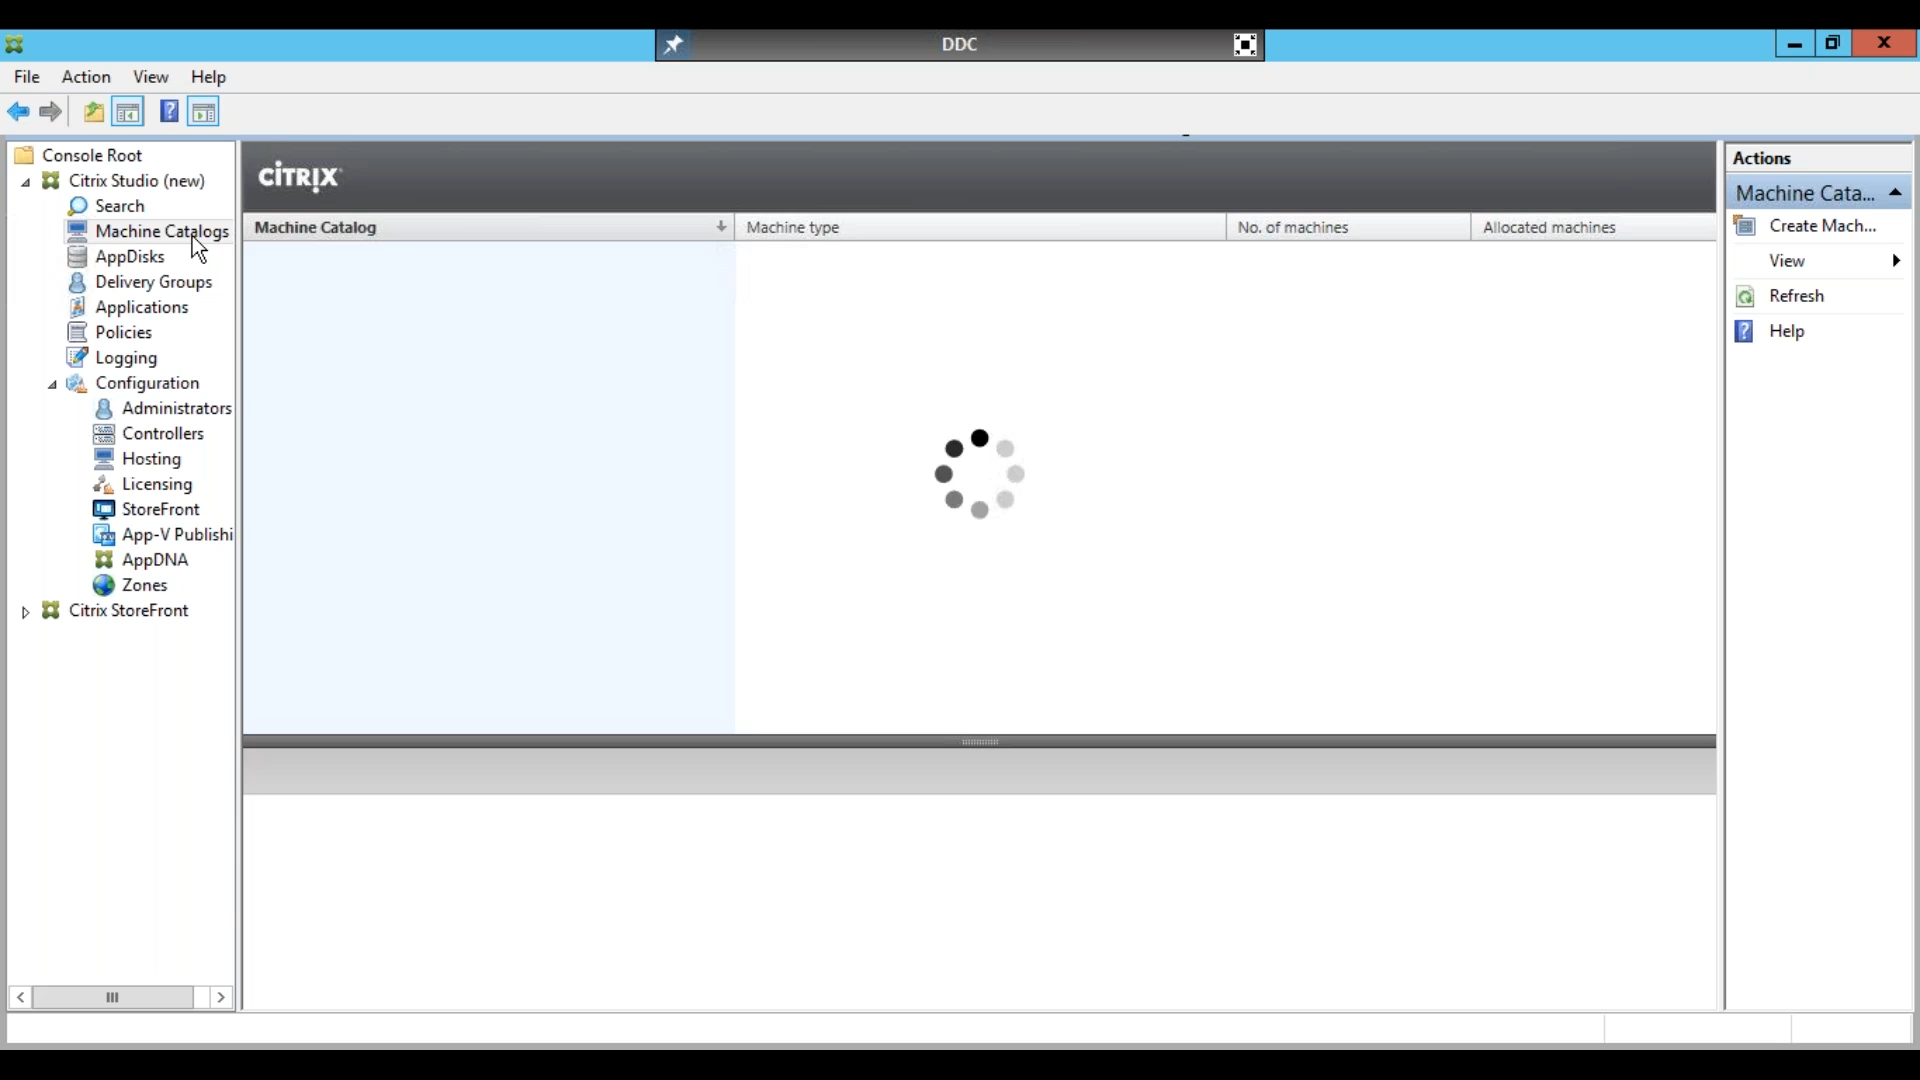 DDC
File Action View Help
Console Root
Citrix Studio (new)
Search
Machine Catalogs
AppDisks
Delivery Groups
Applications
Policies
Logging
Configuration
Administrators
Controllers
Hosting
Licensing
StoreFront
App-V Publishi
AppDNA
Zones
Citrix StoreFront
CİTRIX
Machine Catalog Machine type No. of machines Allocated machines
Actions
Machine Cata...
Create Mach...
View
Refresh
Help